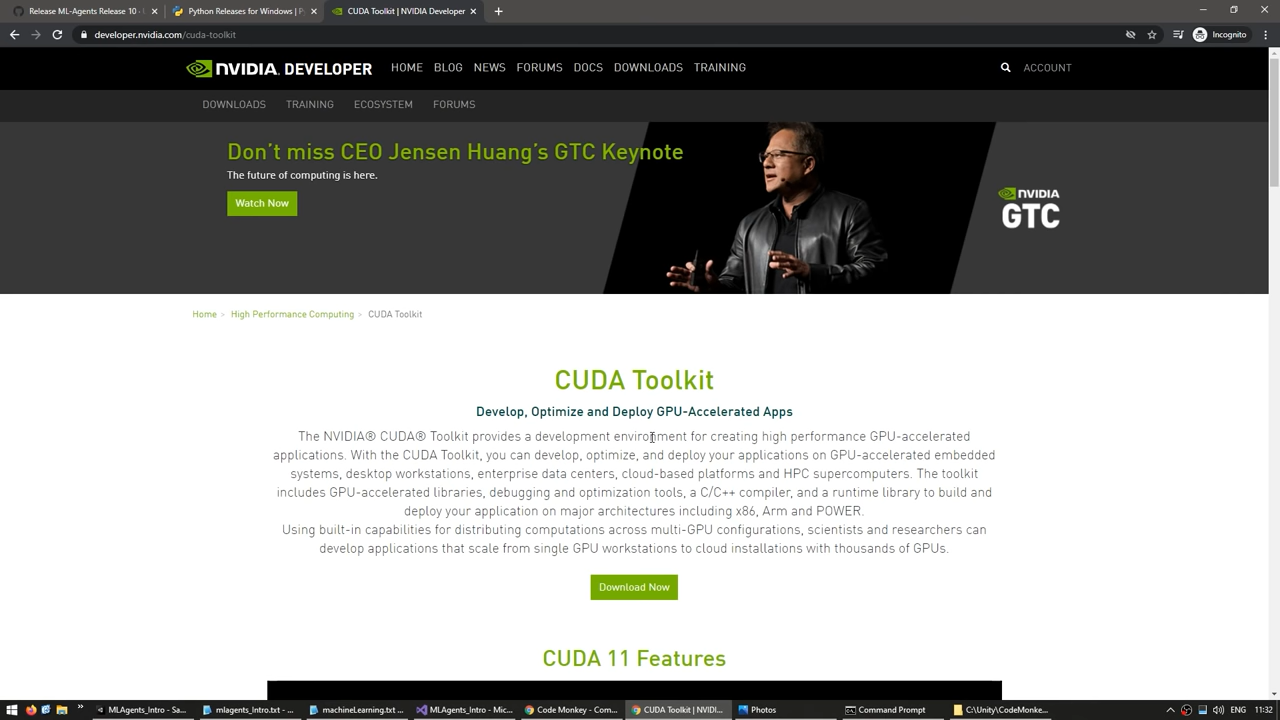 Release ML-Agents Release 10 · U
Python Releases for Windows | P
CUDA Toolkit | NVIDIA Developer
developer.nvidia.com/cuda-toolkit
Incognito
NVIDIA. DEVELOPER
HOME
BLOG
NEWS
FORUMS
DOCS
DOWNLOADS
TRAINING
ACCOUNT
DOWNLOADS
TRAINING
ECOSYSTEM
FORUMS
Don't miss CEO Jensen Huang's GTC Keynote
The future of computing is here.
Watch Now
NVIDIA
GTC
Home > High Performance Computing > CUDA Toolkit
CUDA Toolkit
Develop, Optimize and Deploy GPU-Accelerated Apps
The NVIDIA® CUDA® Toolkit provides a development environment for creating high performance GPU-accelerated
applications. With the CUDA Toolkit, you can develop, optimize, and deploy your applications on GPU-accelerated embedded
systems, desktop workstations, enterprise data centers, cloud-based platforms and HPC supercomputers. The toolkit
includes GPU-accelerated libraries, debugging and optimization tools, a C/C++ compiler, and a runtime library to build and
deploy your application on major architectures including x86, Arm and POWER.
Using built-in capabilities for distributing computations across multi-GPU configurations, scientists and researchers can
develop applications that scale from single GPU workstations to cloud installations with thousands of GPUs.
Download Now
CUDA 11 Features
MLAgents_Intro - Sa...
mlagents_Intro.txt - ...
machineLearning.txt ...
MLAgents_Intro - Mic...
Code Monkey - Com...
CUDA Toolkit | NVIDI...
Photos
Command Prompt
C:\Unity\CodeMonke...
ENG
11:32